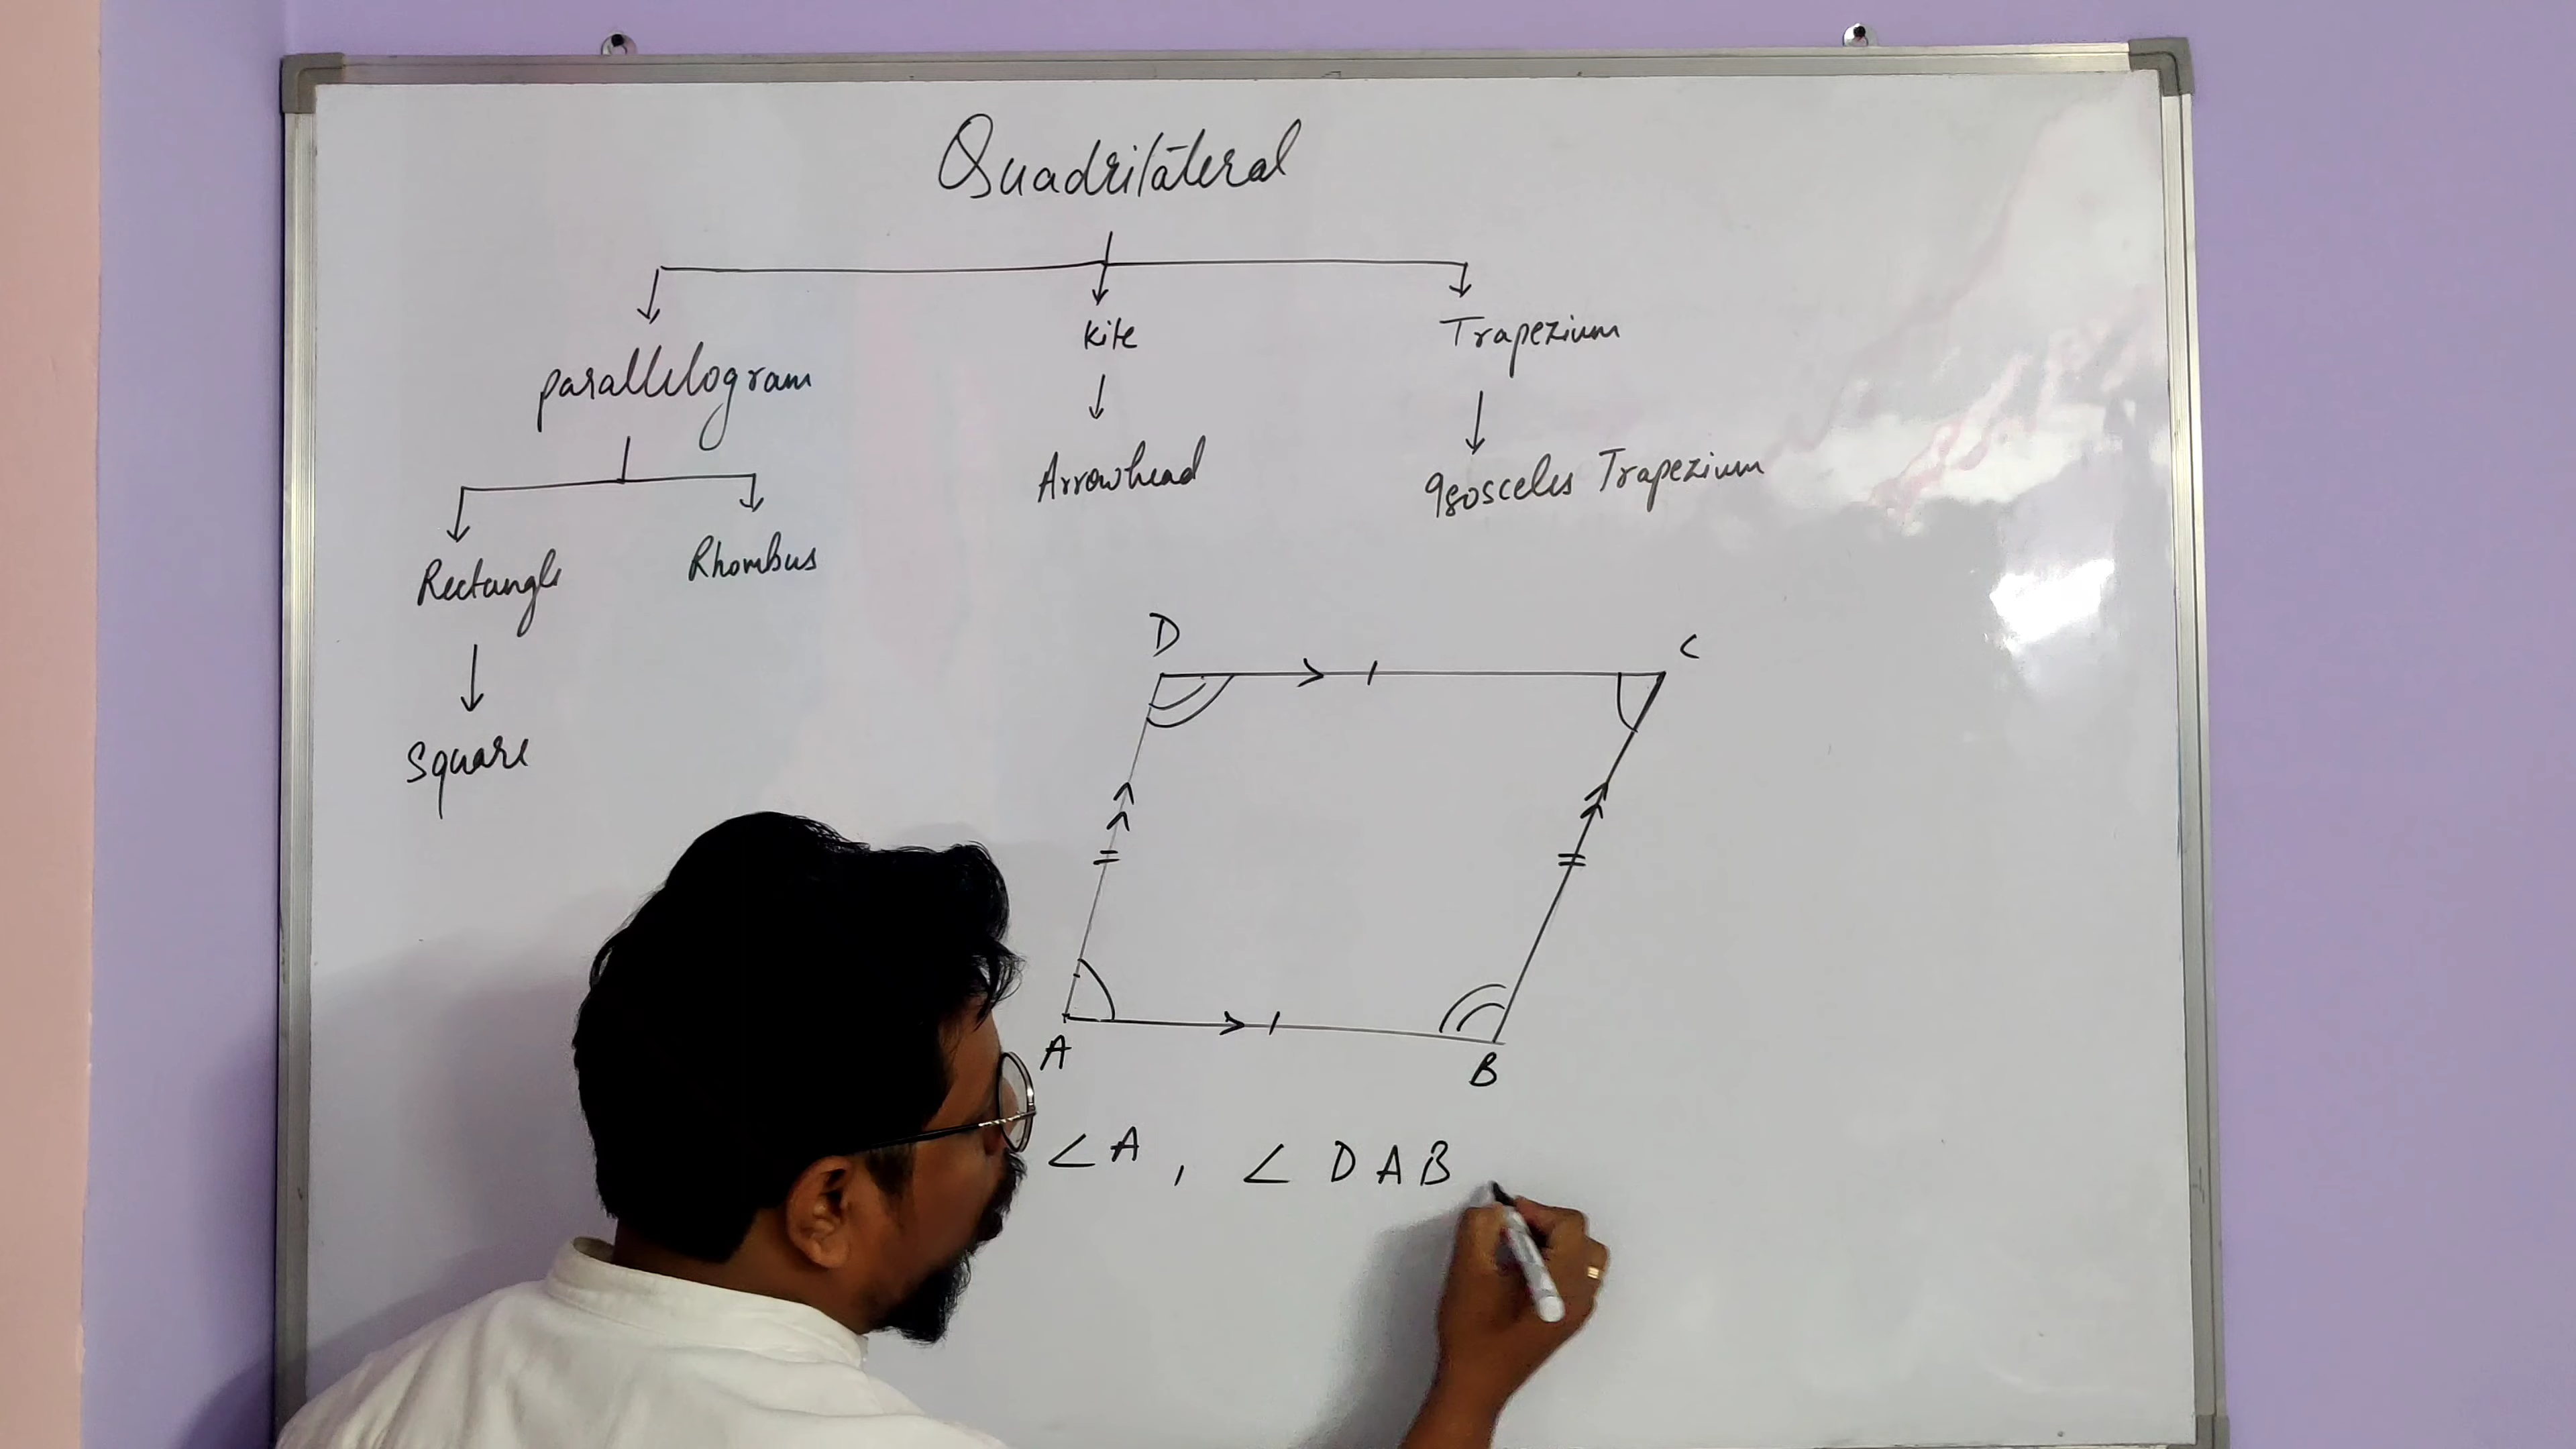 Quadrilateral
parallelogram
Kite
Trapezium
Arrowhead
Isosceles Trapezium
Rectangle
Rhombus
Square
D
C
A
B
∠A, ∠DAB